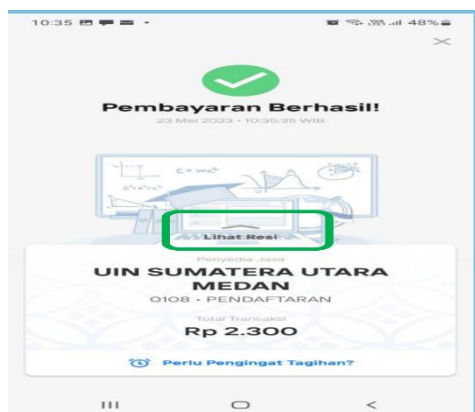 10:35
48%
Pembayaran Berhasil!
23 Mei 2023 • 10:35:35 WIB
E=mc²
Lihat Resi
Penyedia Jasa
UIN SUMATERA UTARA
MEDAN
0108 - PENDAFTARAN
Total Transaksi
Rp 2.300
Perlu Pengingat Tagihan?